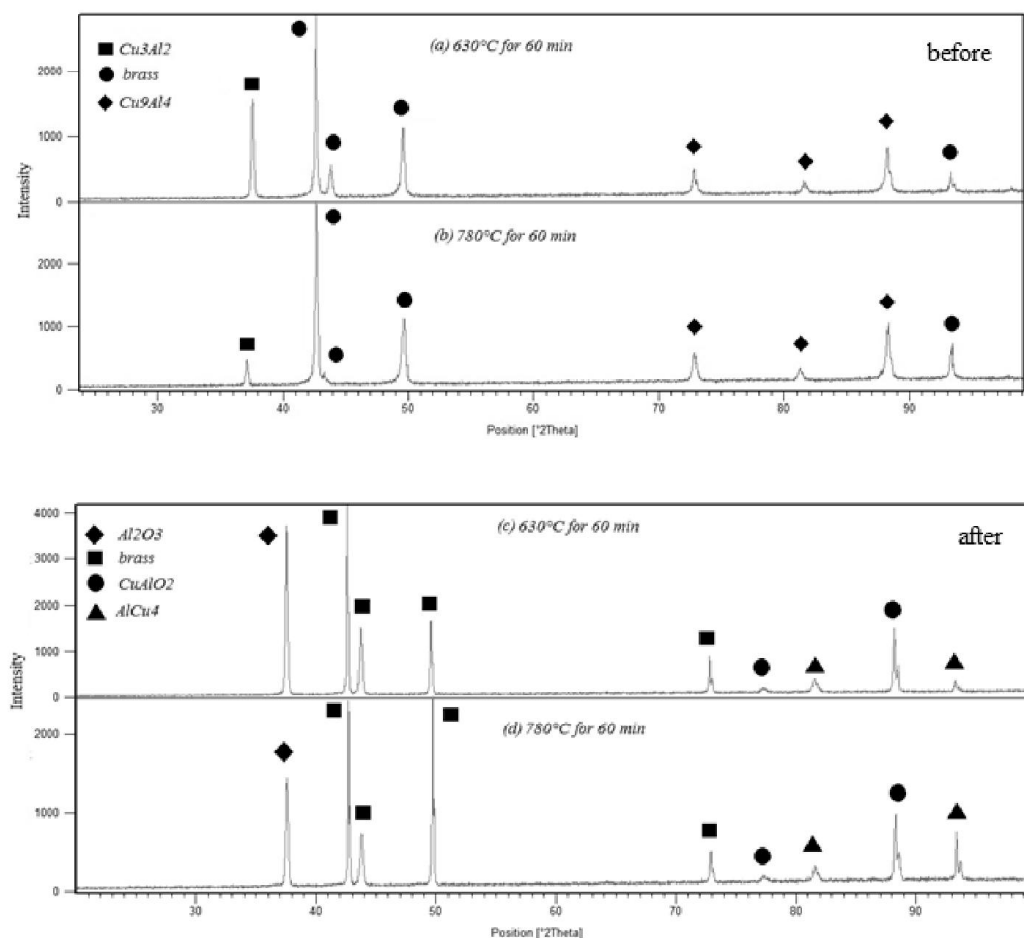 (a) 630°C for 60 min
before
Cu3Al2
brass
Cu9Al4
2000
1000
0
Intensity
(b) 780°C for 60 min
2000
1000
0
30 40 50 60 70 80 90
Position [°2Theta]
(c) 630°C for 60 min
after
Al2O3
brass
CuAlO2
AlCu4
4000
3000
2000
1000
0
Intensity
(d) 780°C for 60 min
2000
1000
0
30 40 50 60 70 80 90
Position [°2Theta]